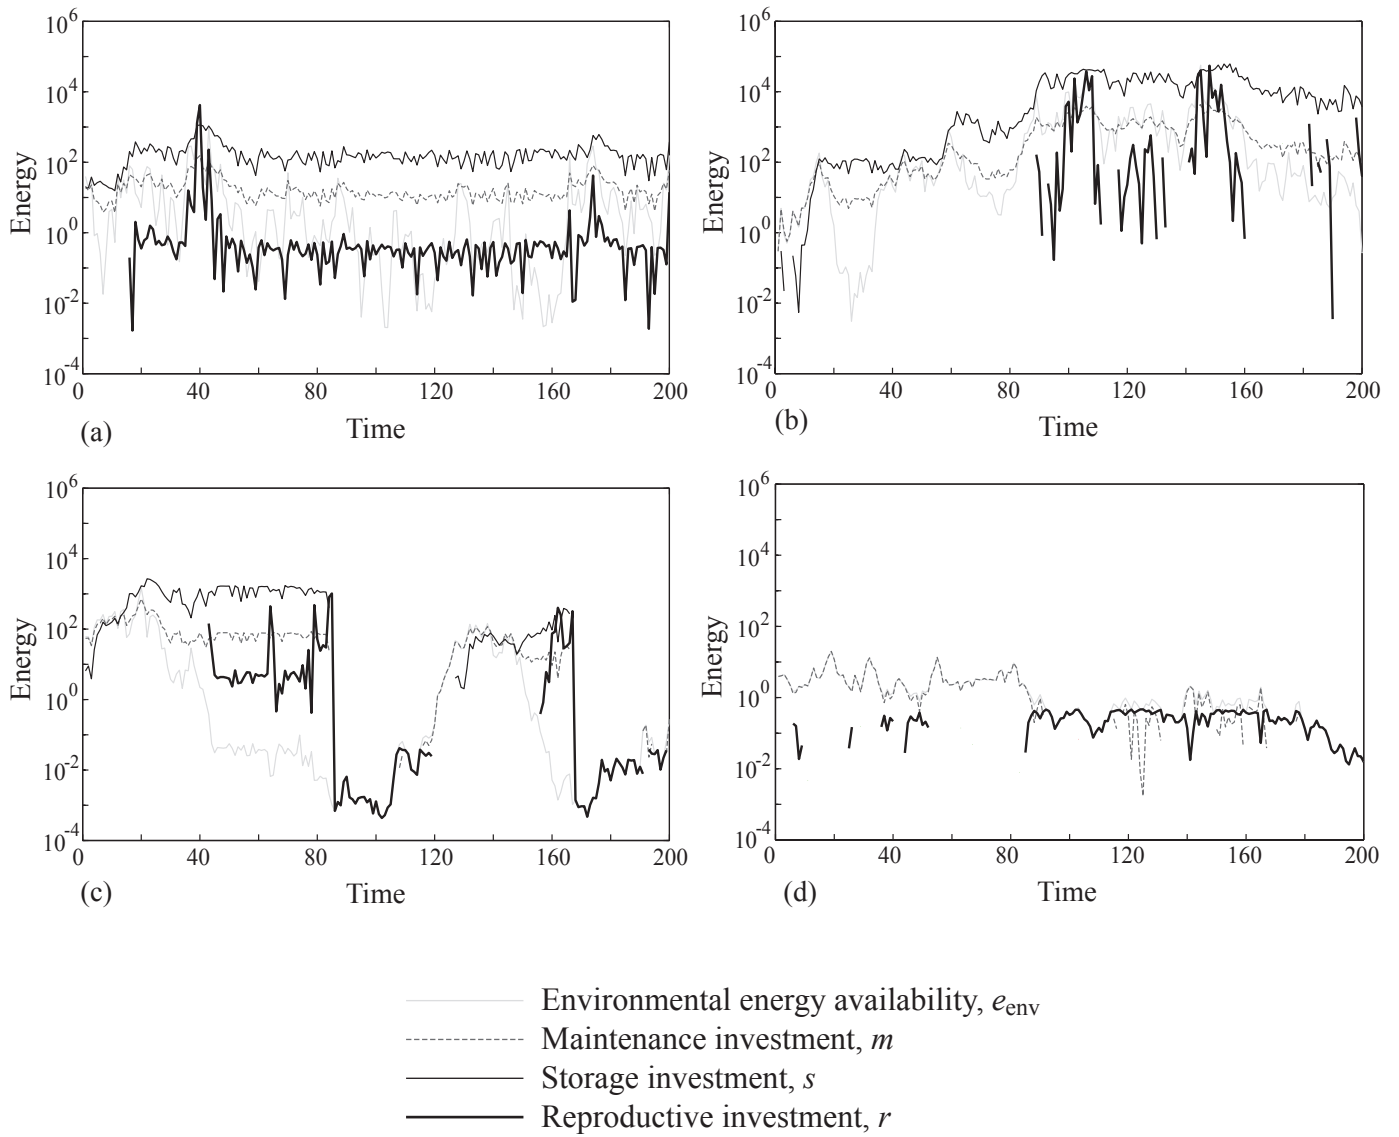 10^6
10^4
10^2
10^0
10^-2
10^-4
Energy
0 40 80 120 160 200
Time
(a)
10^6
10^4
10^2
10^0
10^-2
10^-4
Energy
0 40 80 120 160 200
Time
(b)
10^6
10^4
10^2
10^0
10^-2
10^-4
Energy
0 40 80 120 160 200
Time
(c)
10^6
10^4
10^2
10^0
10^-2
10^-4
Energy
0 40 80 120 160 200
Time
(d)
Environmental energy availability, e_env
Maintenance investment, m
Storage investment, s
Reproductive investment, r